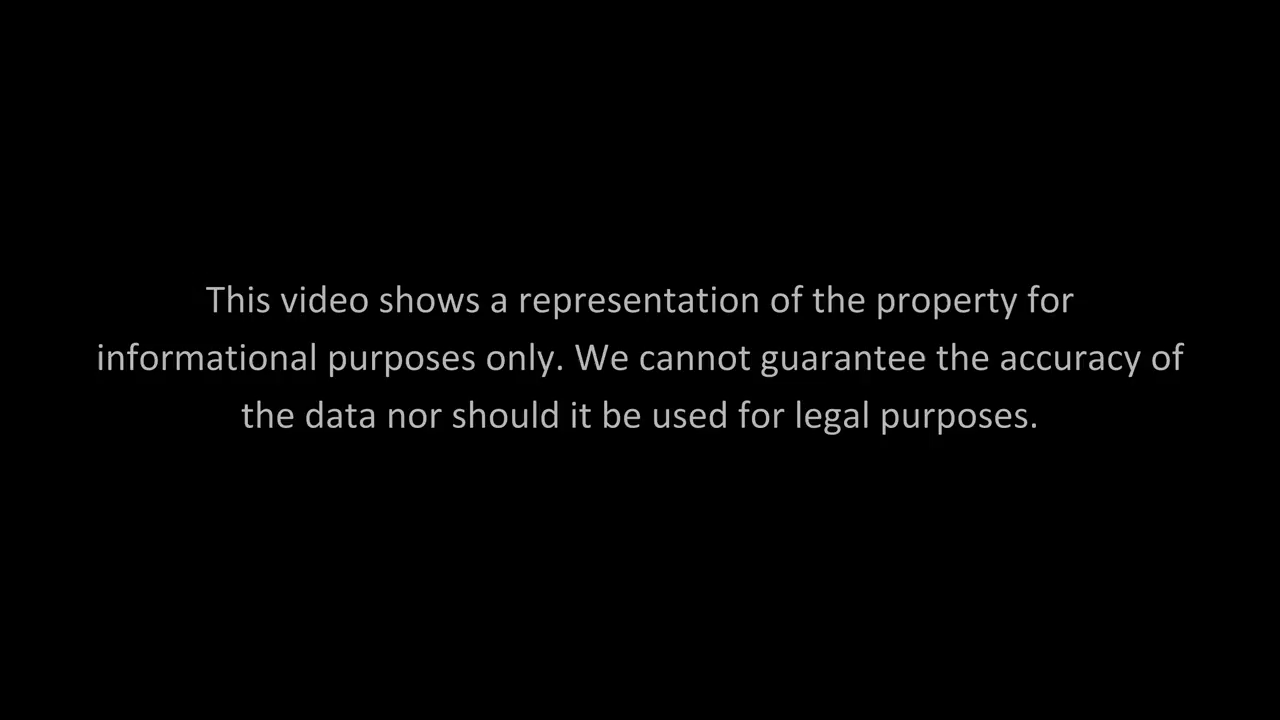 This video shows a representation of the property for
informational purposes only. We cannot guarantee the accuracy of
the data nor should it be used for legal purposes.